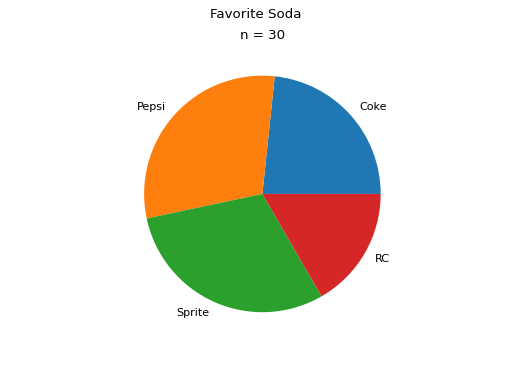 Favorite Soda
n = 30
Pepsi
Coke
RC
Sprite